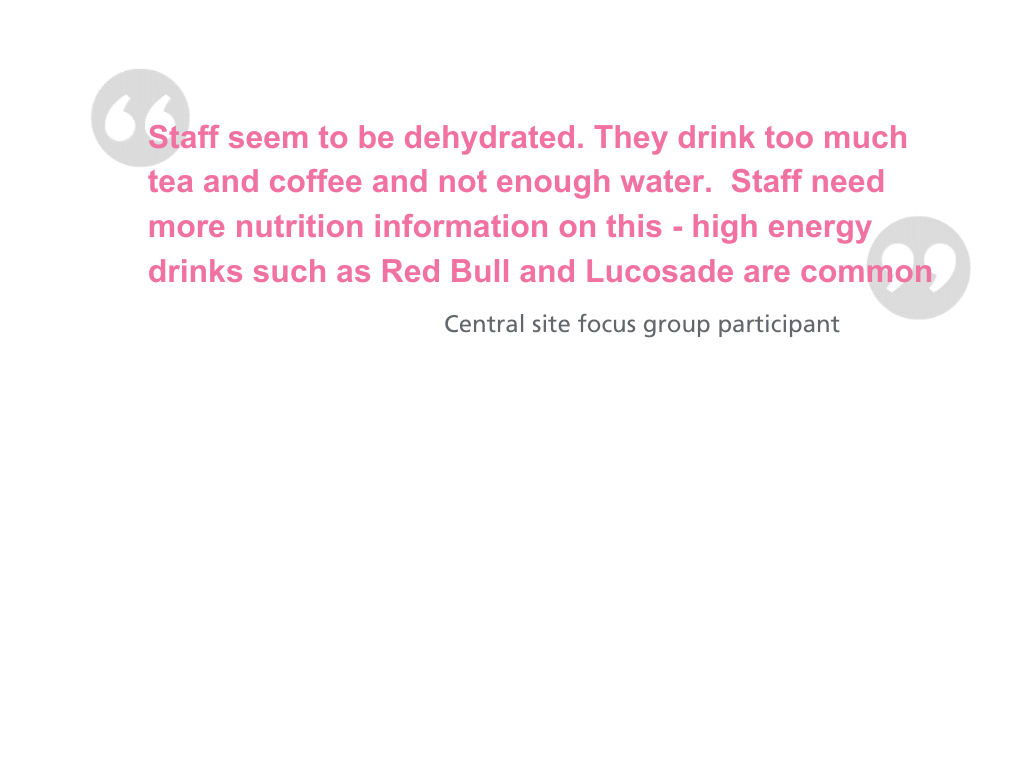 Staff seem to be dehydrated. They drink too much
tea and coffee and not enough water.  Staff need
more nutrition information on this - high energy
drinks such as Red Bull and Lucosade are common
Central site focus group participant